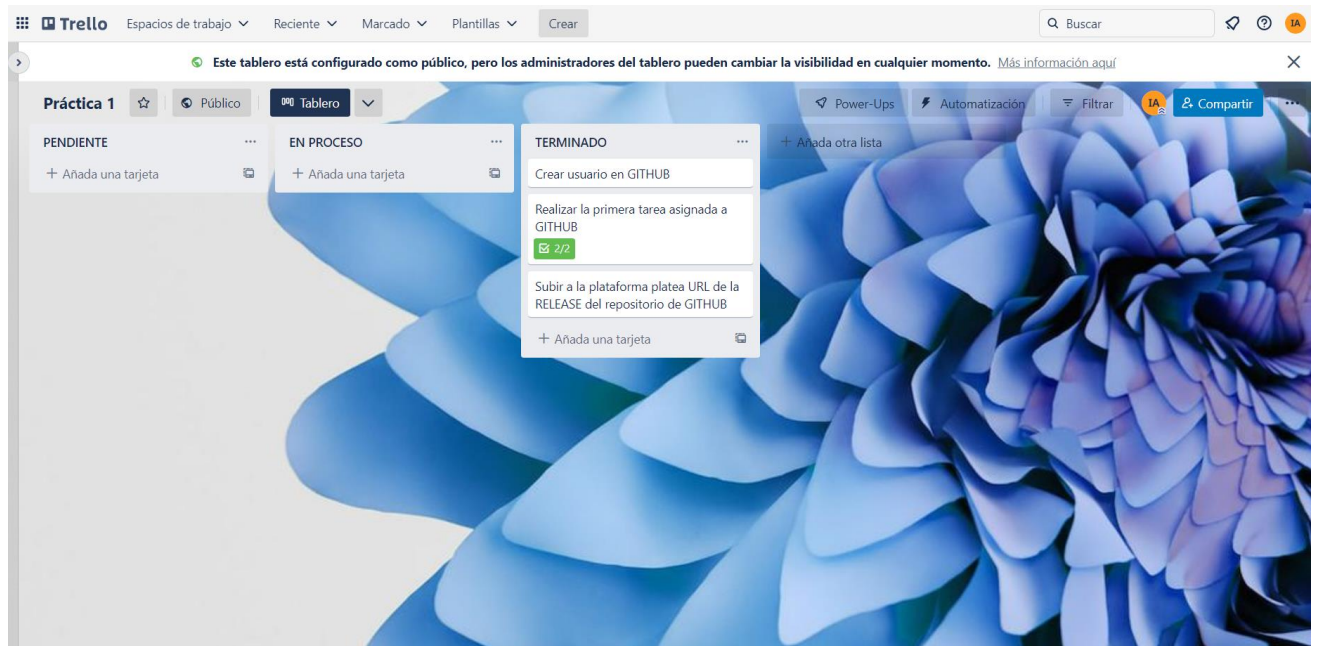 Trello Espacios de trabajo Reciente Marcado Plantillas Crear Buscar IA
Este tablero está configurado como público, pero los administradores del tablero pueden cambiar la visibilidad en cualquier momento. Más información aquí
Práctica 1 Público Tablero Power-Ups Automatización Filtrar IA Compartir
PENDIENTE
+ Añada una tarjeta
EN PROCESO
+ Añada una tarjeta
TERMINADO
Crear usuario en GITHUB
Realizar la primera tarea asignada a
GITHUB
2/2
Subir a la plataforma platea URL de la
RELEASE del repositorio de GITHUB
+ Añada una tarjeta
+ Añada otra lista